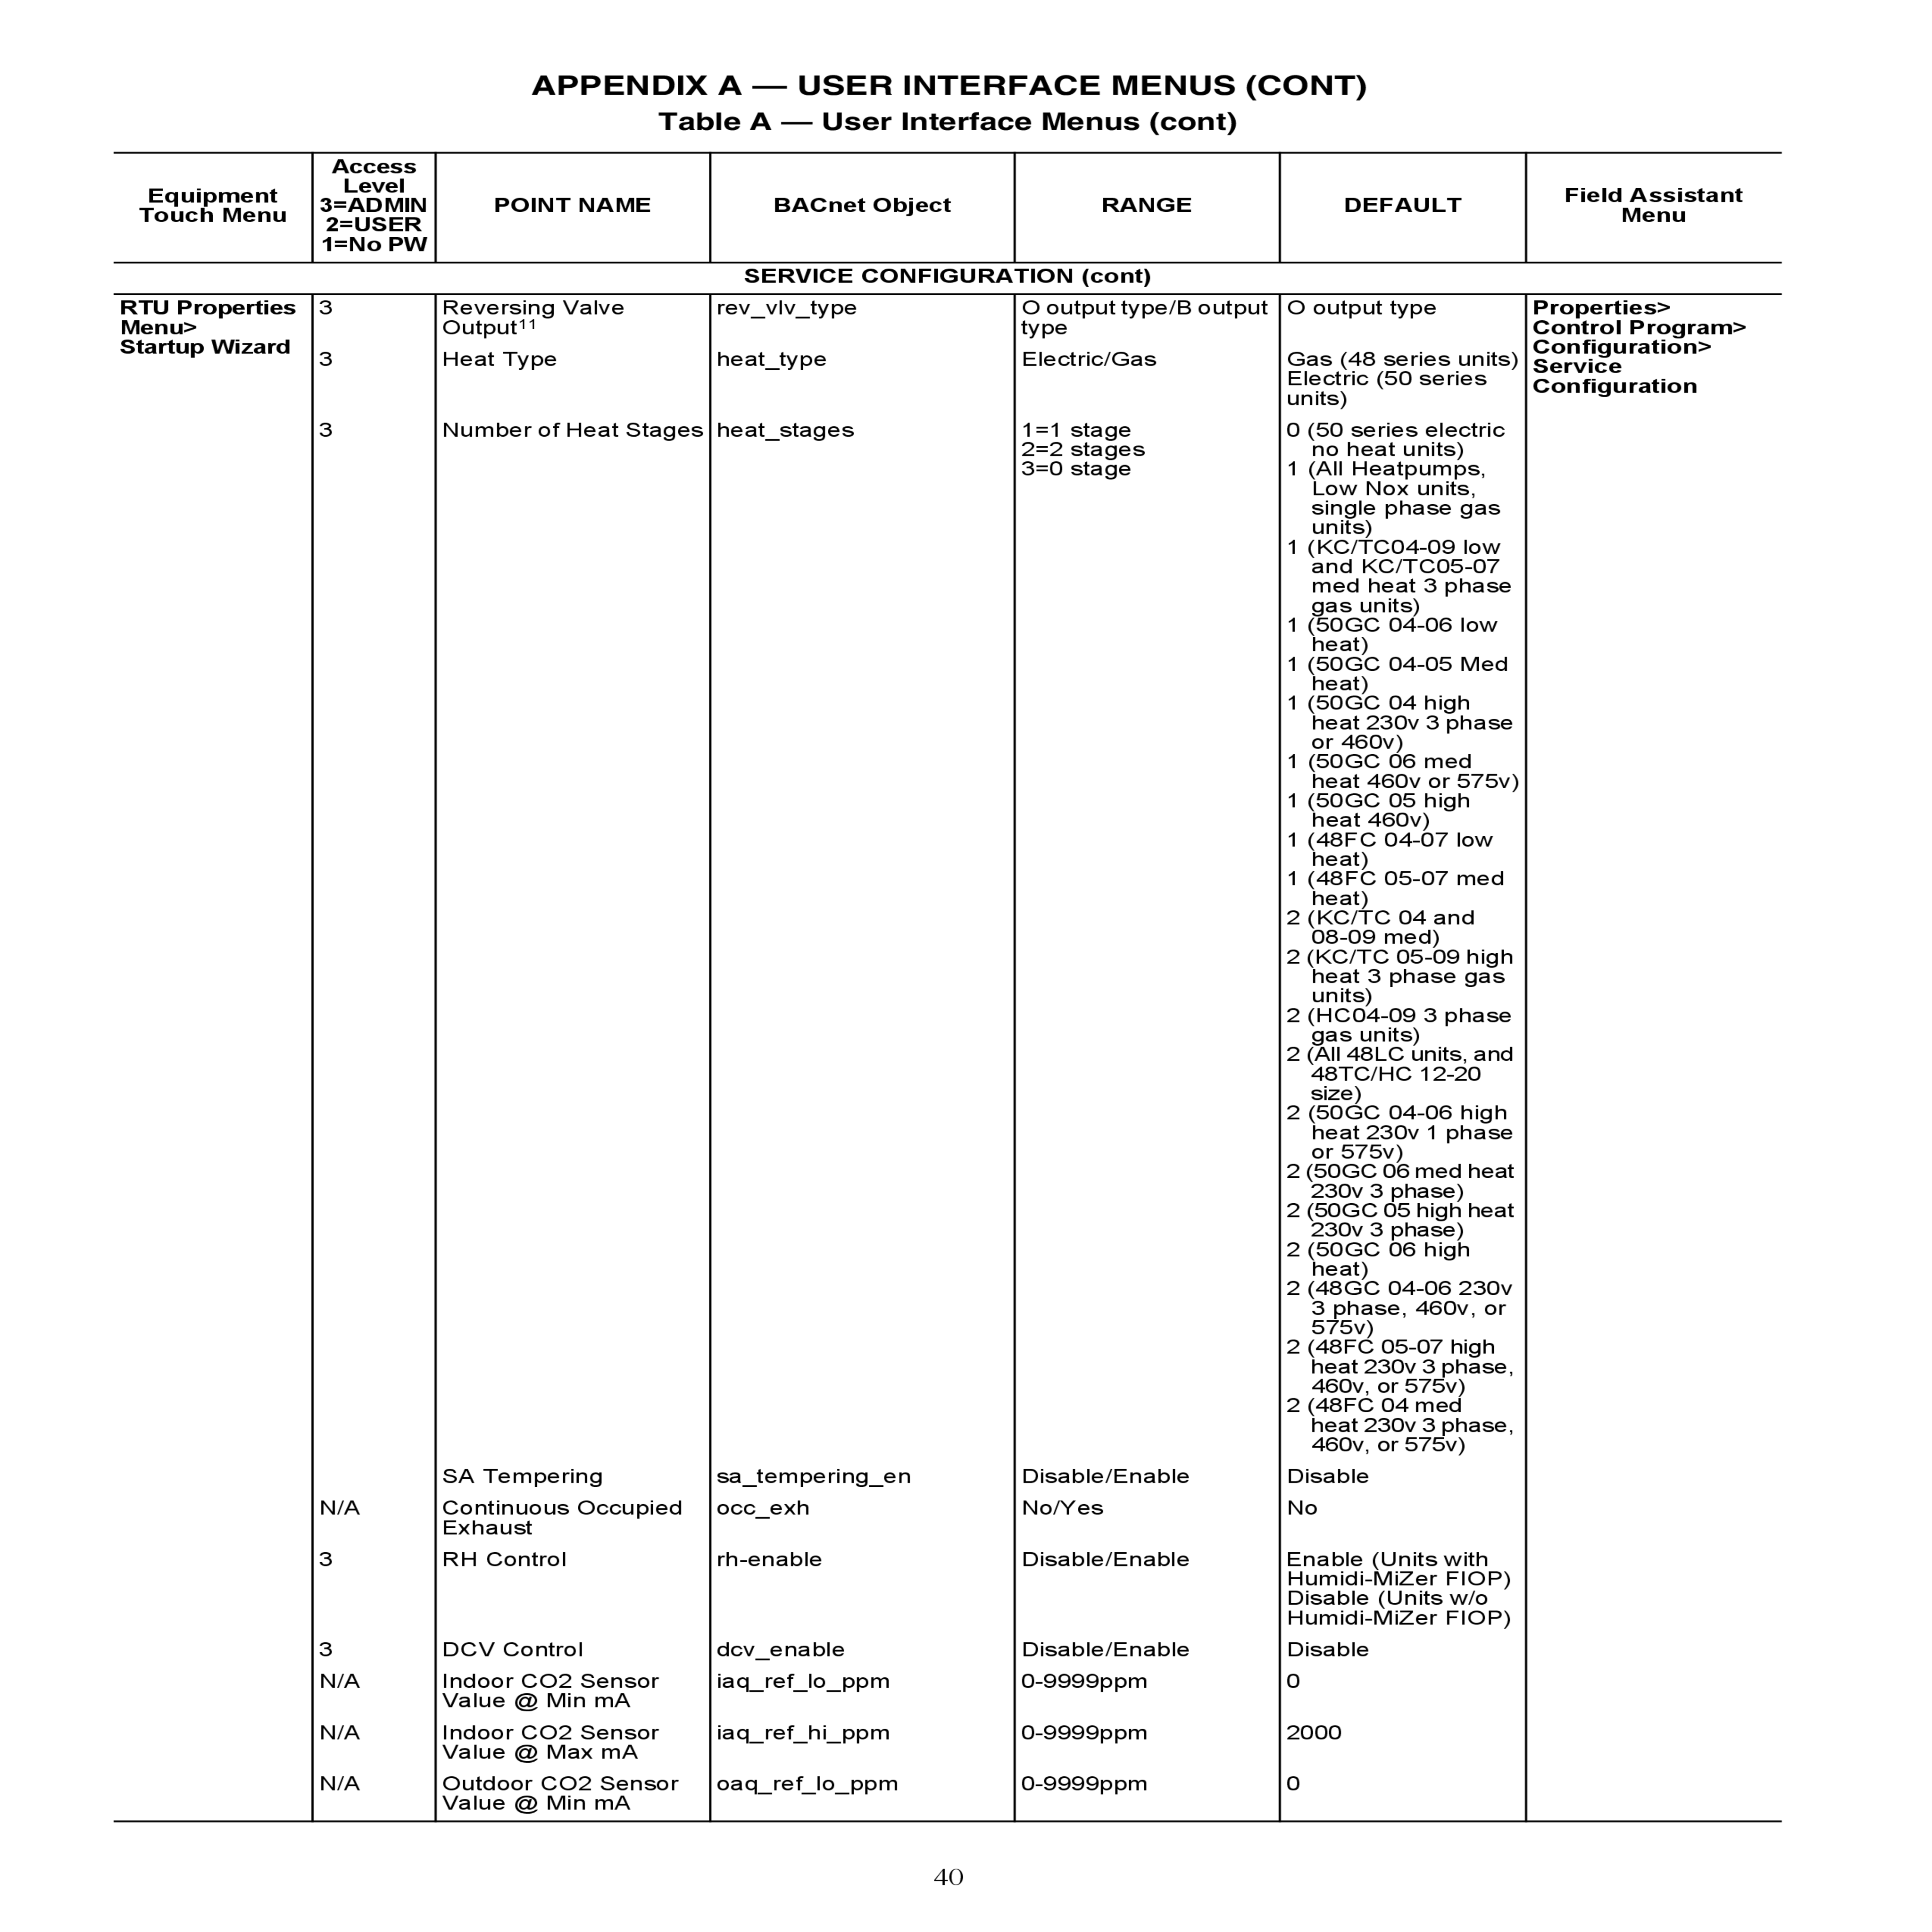 APPENDIX A — USER INTERFACE MENUS (CONT)
Table A — User Interface Menus (cont)
Equipment
Touch Menu
Access
Level
3=ADMIN
2=USER
1=No PW
POINT NAME
BACnet Object
RANGE
DEFAULT
Field Assistant
Menu
SERVICE CONFIGURATION (cont)
RTU Properties
Menu>
Startup Wizard
3
Reversing Valve
Output¹¹
rev_vlv_type
O output type/B output
type
O output type
Properties>
Control Program>
Configuration>
Service
Configuration
3
Heat Type
heat_type
Electric/Gas
Gas (48 series units)
Electric (50 series
units)
3
Number of Heat Stages
heat_stages
1=1 stage
2=2 stages
3=0 stage
0 (50 series electric
no heat units)
1 (All Heatpumps,
Low Nox units,
single phase gas
units)
1 (KC/TC04-09 low
and KC/TC05-07
med heat 3 phase
gas units)
1 (50GC 04-06 low
heat)
1 (50GC 04-05 Med
heat)
1 (50GC 04 high
heat 230v 3 phase
or 460v)
1 (50GC 06 med
heat 460v or 575v)
1 (50GC 05 high
heat 460v)
1 (48FC 04-07 low
heat)
1 (48FC 05-07 med
heat)
2 (KC/TC 04 and
08-09 med)
2 (KC/TC 05-09 high
heat 3 phase gas
units)
2 (HC04-09 3 phase
gas units)
2 (All 48LC units, and
48TC/HC 12-20
size)
2 (50GC 04-06 high
heat 230v 1 phase
or 575v)
2 (50GC 06 med heat
230v 3 phase)
2 (50GC 05 high heat
230v 3 phase)
2 (50GC 06 high
heat)
2 (48GC 04-06 230v
3 phase, 460v, or
575v)
2 (48FC 05-07 high
heat 230v 3 phase,
460v, or 575v)
2 (48FC 04 med
heat 230v 3 phase,
460v, or 575v)
SA Tempering
sa_tempering_en
Disable/Enable
Disable
N/A
Continuous Occupied
Exhaust
occ_exh
No/Yes
No
3
RH Control
rh-enable
Disable/Enable
Enable (Units with
Humidi-MiZer FIOP)
Disable (Units w/o
Humidi-MiZer FIOP)
3
DCV Control
dcv_enable
Disable/Enable
Disable
N/A
Indoor CO2 Sensor
Value @ Min mA
iaq_ref_lo_ppm
0-9999ppm
0
N/A
Indoor CO2 Sensor
Value @ Max mA
iaq_ref_hi_ppm
0-9999ppm
2000
N/A
Outdoor CO2 Sensor
Value @ Min mA
oaq_ref_lo_ppm
0-9999ppm
0
40